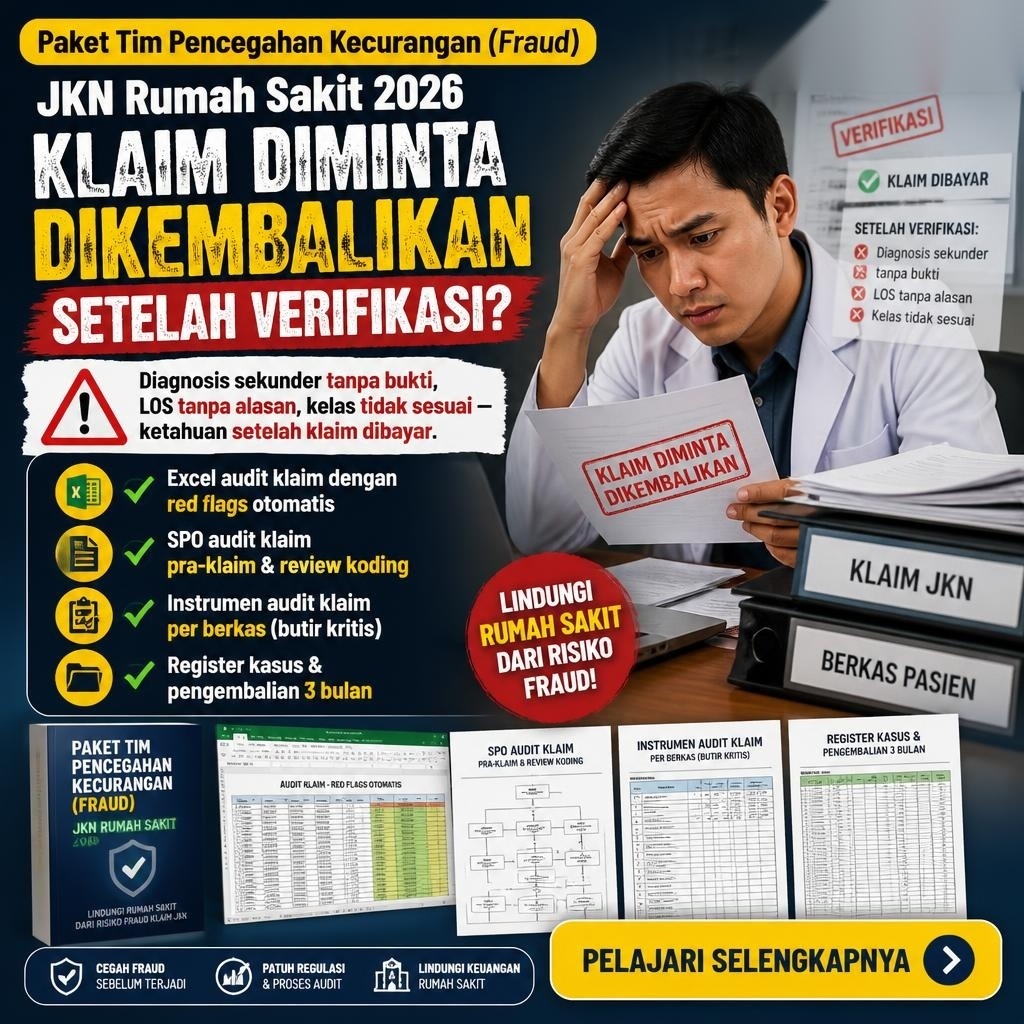 Paket Tim Pencegahan Kecurangan (Fraud)
JKN Rumah Sakit 2026
KLAIM DIMINTA
DIKEMBALIKAN
SETELAH VERIFIKASI?
Diagnosis sekunder tanpa bukti,
LOS tanpa alasan, kelas tidak sesuai —
ketahuan setelah klaim dibayar.
Excel audit klaim dengan
red flags otomatis
SPO audit klaim
pra-klaim & review koding
Instrumen audit klaim
per berkas (butir kritis)
Register kasus &
pengembalian 3 bulan
VERIFIKASI
KLAIM DIBAYAR
SETELAH VERIFIKASI:
Diagnosis sekunder
tanpa bukti
LOS tanpa alasan
Kelas tidak sesuai
KLAIM DIMINTA
DIKEMBALIKAN
KLAIM JKN
BERKAS PASIEN
LINDUNGI
RUMAH SAKIT
DARI RISIKO
FRAUD!
PAKET TIM
PENCEGAHAN
KECURANGAN
(FRAUD)
JKN RUMAH SAKIT
LINDUNGI RUMAH SAKIT
DARI RISIKO FRAUD KLAIM JKN
AUDIT KLAIM - RED FLAGS OTOMATIS
SPO AUDIT KLAIM
PRA-KLAIM & REVIEW KODING
INSTRUMEN AUDIT KLAIM
PER BERKAS (BUTIR KRITIS)
REGISTER KASUS &
PENGEMBALIAN 3 BULAN
CEGAH FRAUD
SEBELUM TERJADI
PATUH REGULASI
& PROSES AUDIT
LINDUNGI KEUANGAN
RUMAH SAKIT
PELAJARI SELENGKAPNYA